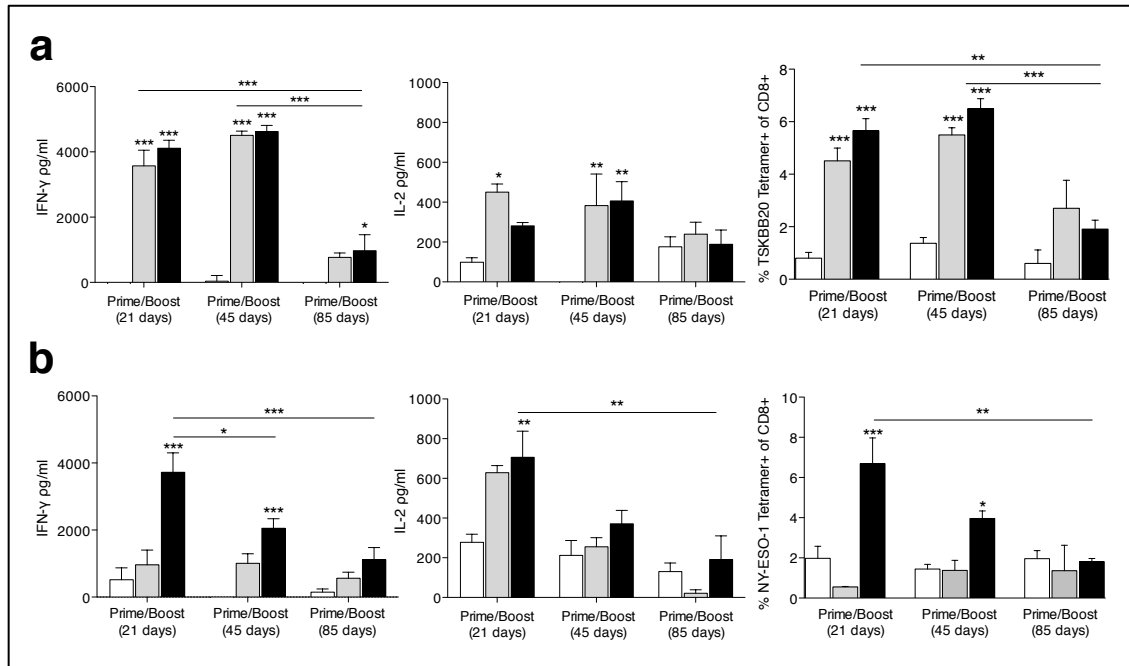 a
6000
4000
2000
0
IFN-γ ρg/ml
***
***
***
***
***
***
*
Prime/Boost
(21 days)
Prime/Boost
(45 days)
Prime/Boost
(85 days)
1000
800
600
400
200
0
IL-2 ρg/ml
*
**
**
Prime/Boost
(21 days)
Prime/Boost
(45 days)
Prime/Boost
(85 days)
8
6
4
2
0
% TSKBB20 Tetramer+ of CD8+
**
***
***
***
***
***
Prime/Boost
(21 days)
Prime/Boost
(45 days)
Prime/Boost
(85 days)
b
6000
4000
2000
0
IFN-γ ρg/ml
***
*
***
***
Prime/Boost
(21 days)
Prime/Boost
(45 days)
Prime/Boost
(85 days)
1000
800
600
400
200
0
IL-2 ρg/ml
**
**
Prime/Boost
(21 days)
Prime/Boost
(45 days)
Prime/Boost
(85 days)
10
8
6
4
2
0
% NY-ESO-1 Tetramer+ of CD8+
**
***
*
Prime/Boost
(21 days)
Prime/Boost
(45 days)
Prime/Boost
(85 days)